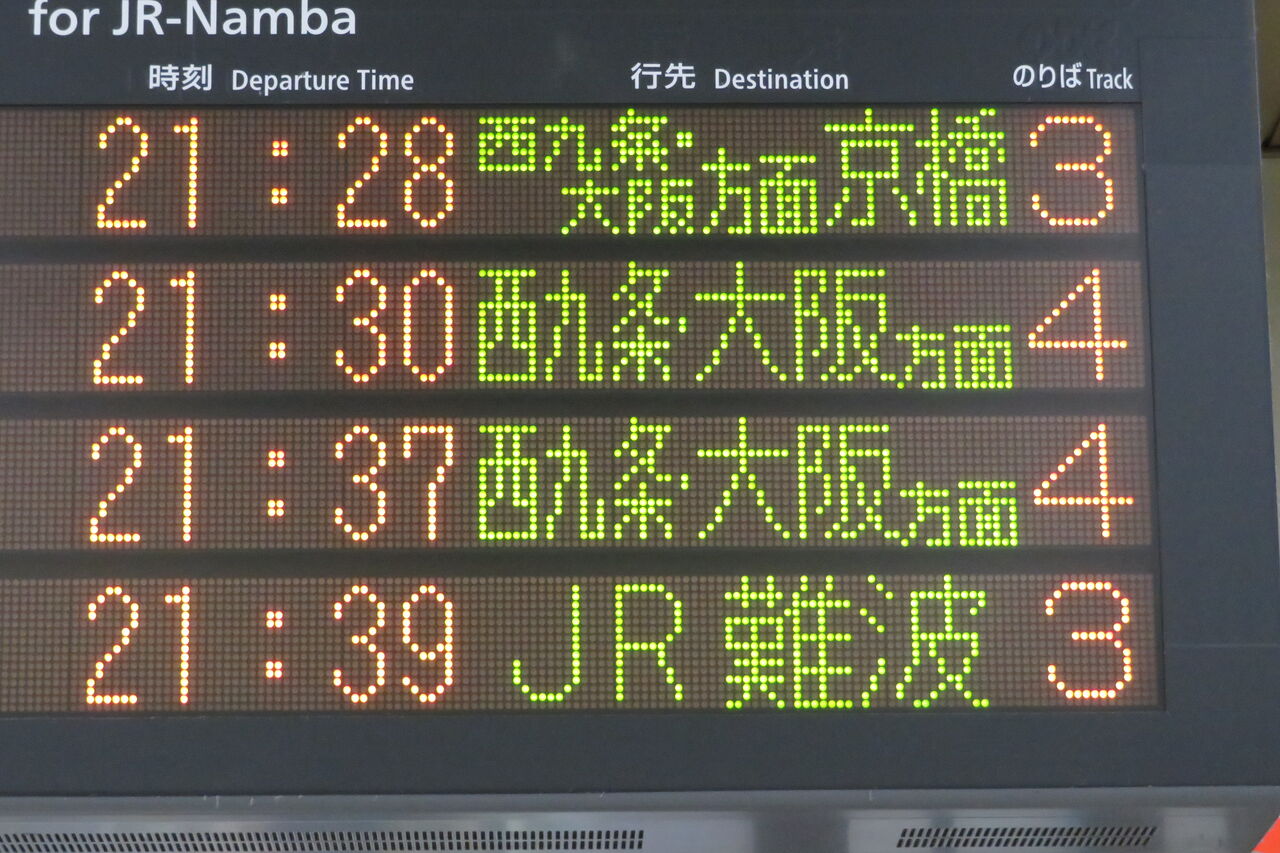 for JR-Namba
時刻 Departure Time 行先 Destination のりば Track
21:28 西九条・大阪方面京橋 3
21:30 西九条・大阪方面 4
21:37 西九条・大阪方面 4
21:39 JR難波 3